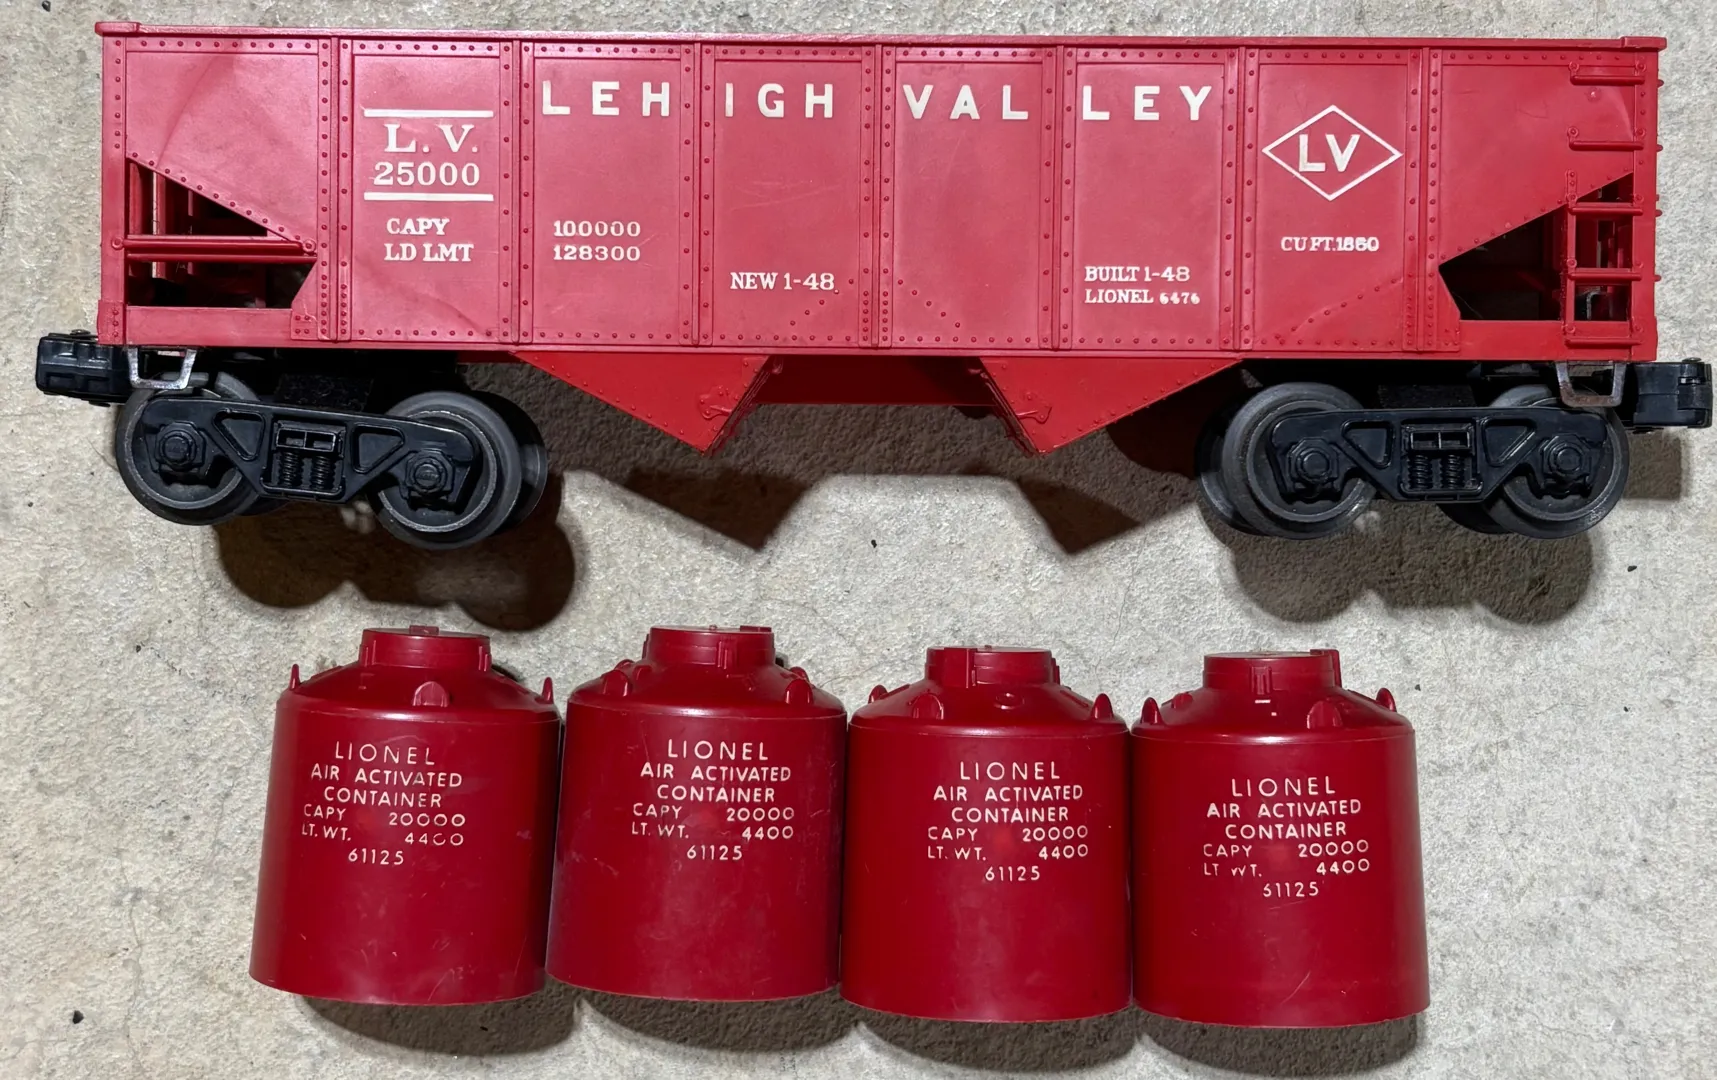 LEHIGH VALLEY
L.V.
25000
CAPY 100000
LD LMT 128300
NEW 1-48
BUILT 1-48
LIONEL 6476
LV
CU.FT.1860
LIONEL
AIR ACTIVATED
CONTAINER
CAPY 20000
LT. WT. 4400
61125
LIONEL
AIR ACTIVATED
CONTAINER
CAPY 20000
LT. WT. 4400
61125
LIONEL
AIR ACTIVATED
CONTAINER
CAPY 20000
LT. WT. 4400
61125
LIONEL
AIR ACTIVATED
CONTAINER
CAPY 20000
LT WT. 4400
61125